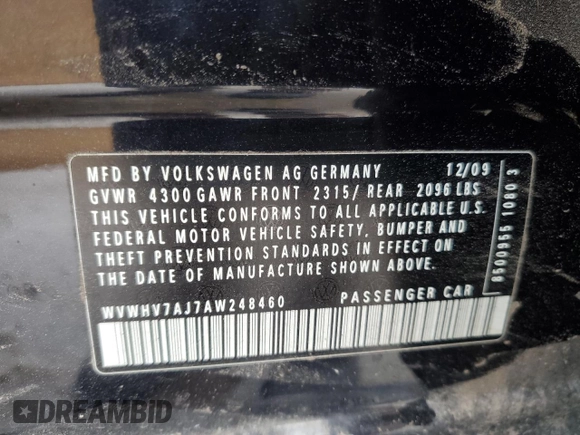 MFD BY VOLKSWAGEN AG GERMANY 12/09
GVWR 4300 GAWR FRONT 2315/ REAR 2096 LBS
THIS VEHICLE CONFORMS TO ALL APPLICABLE U.S.
FEDERAL MOTOR VEHICLE SAFETY, BUMPER AND
THEFT PREVENTION STANDARDS IN EFFECT ON
THE DATE OF MANUFACTURE SHOWN ABOVE.
WVWHV7AJ7AW248460 PASSENGER CAR
8500955 1080 3
DREAMBID